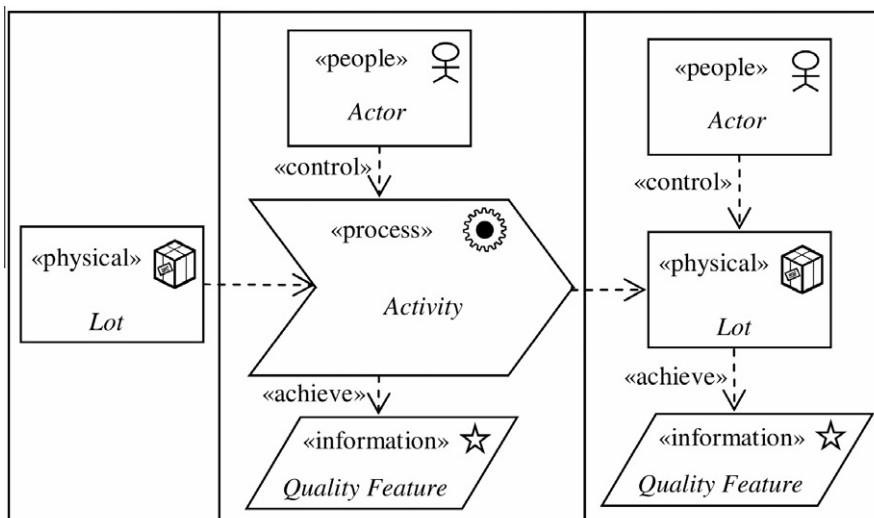 «physical»
Lot
«people»
Actor
«control»
«process»
Activity
«achieve»
«information»
Quality Feature
«people»
Actor
«control»
«physical»
Lot
«achieve»
«information»
Quality Feature